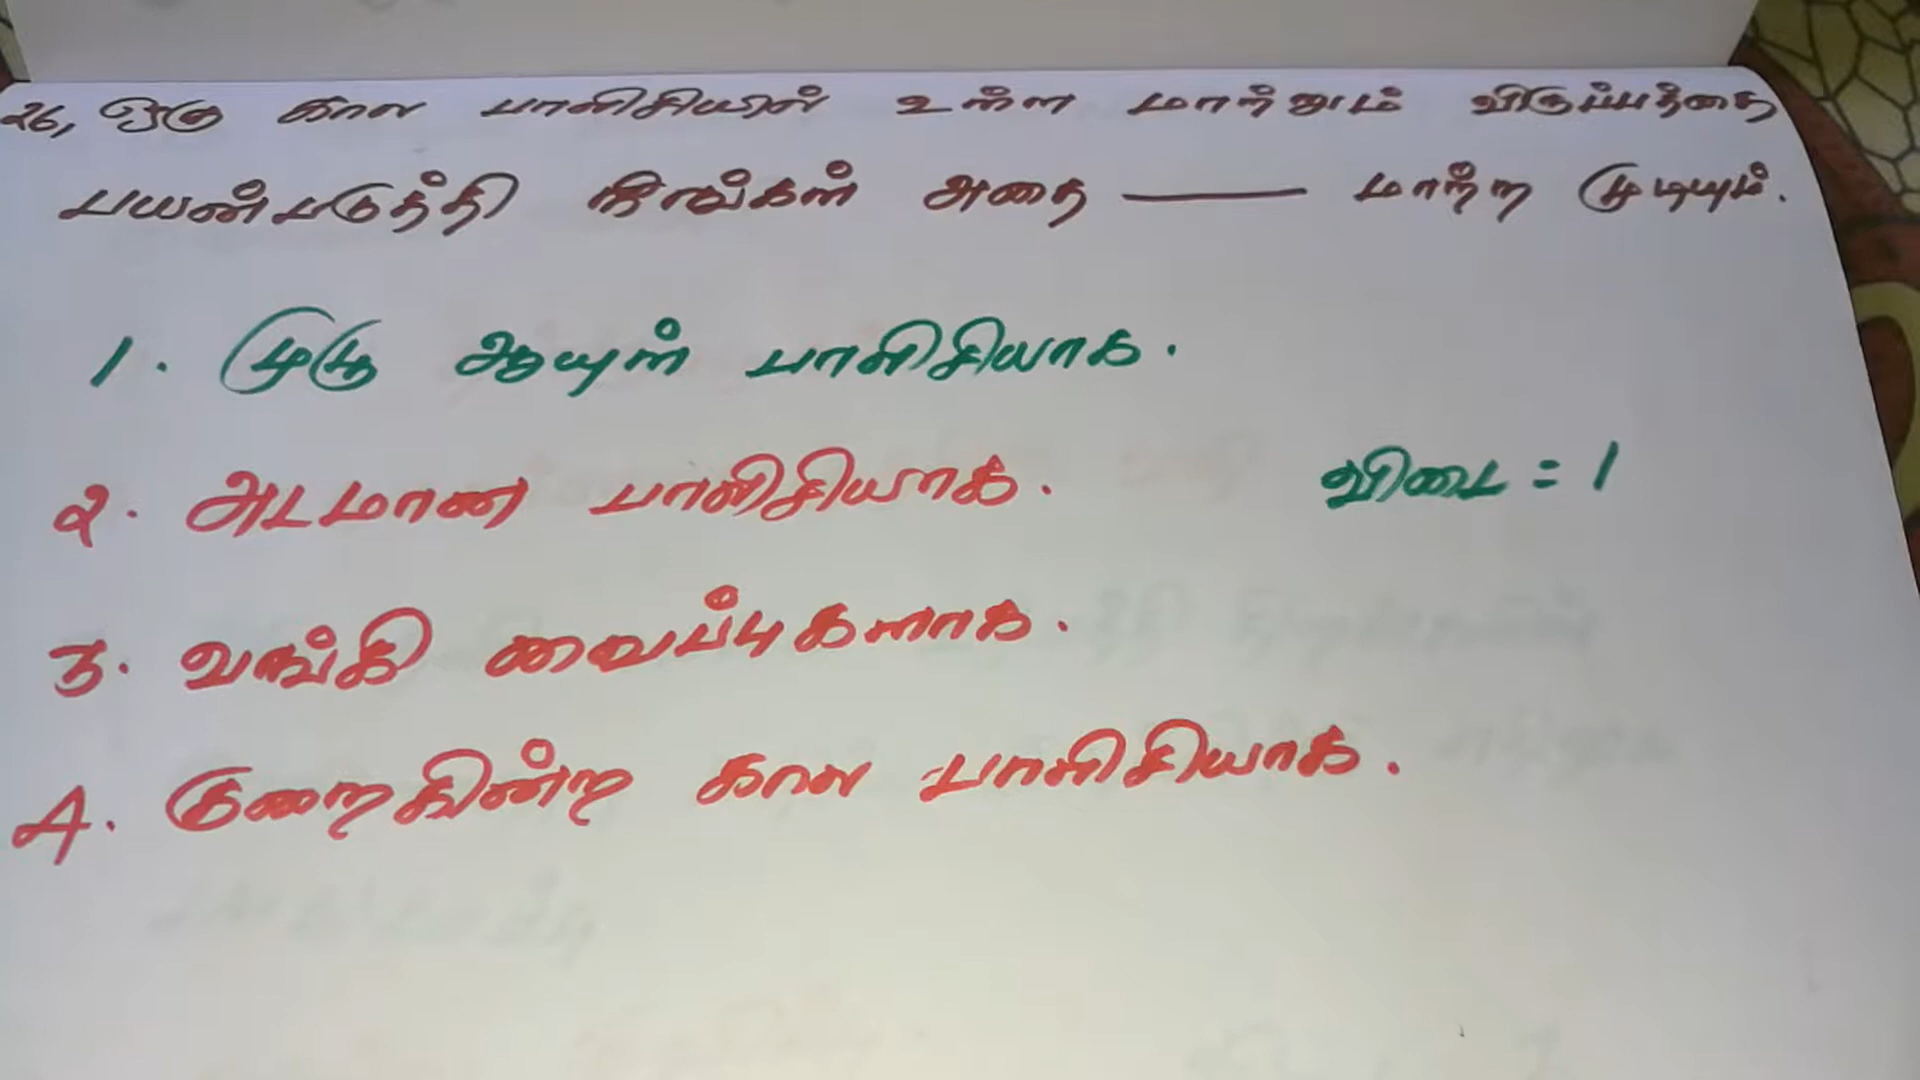 26, ஒரு கால பாலிசியில் உள்ள மாற்றும் விருப்பத்தை
பயன்படுத்தி நீங்கள் அதை ——— மாற்ற முடியும்.
1. முழு ஆயுள் பாலிசியாக.
2. அடமான பாலிசியாக.
விடை = 1
3. வங்கி வைப்புகளாக.
4. குறைகின்ற கால பாலிசியாக.